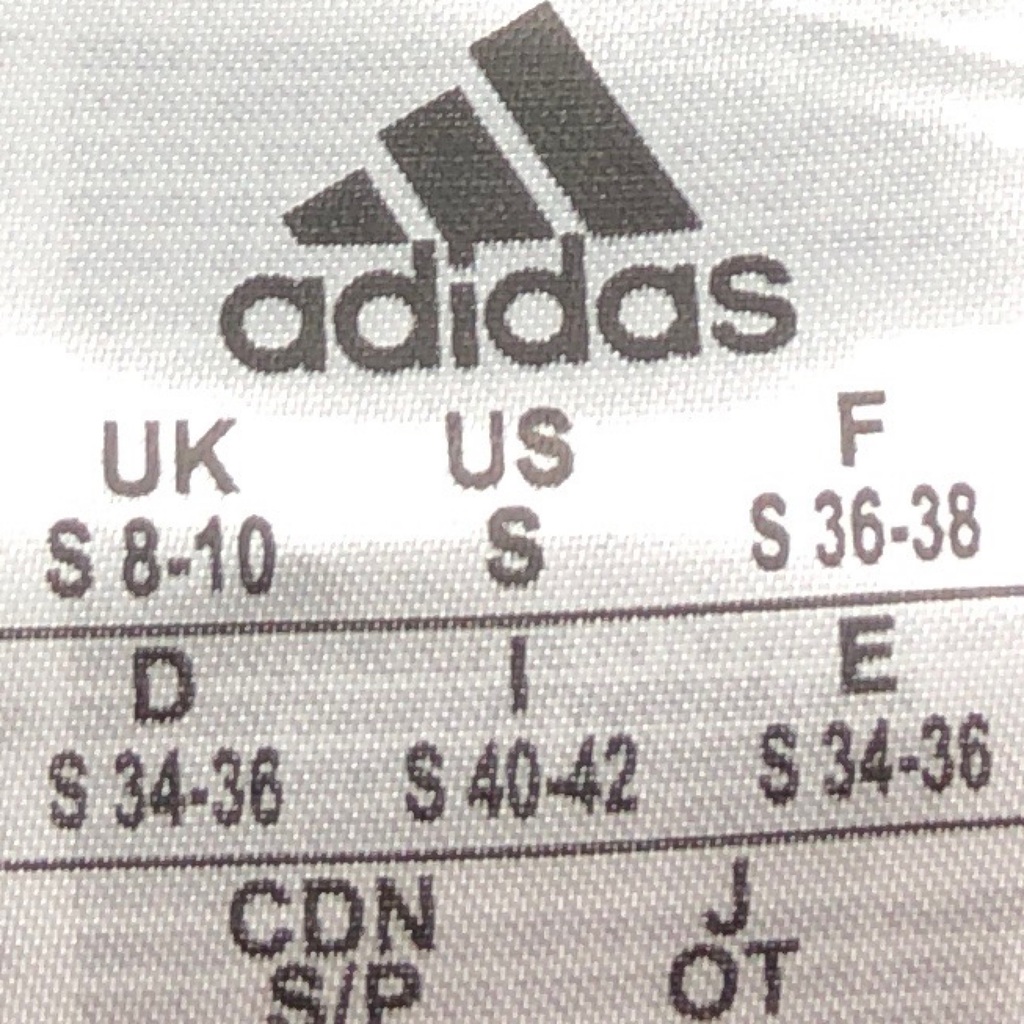 adidas
UK US F
S 8-10 S S 36-38
D I E
S 34-36 S 40-42 S 34-36
CDN J
S/P OT